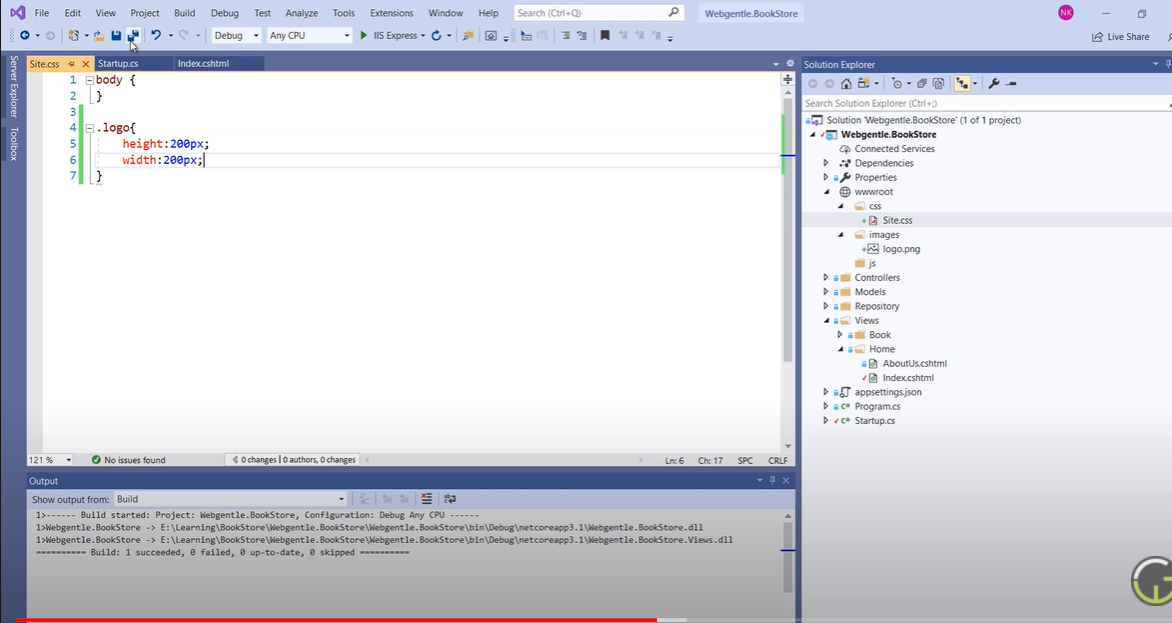 File Edit View Project Build Debug Test Analyze Tools Extensions Window Help Search (Ctrl+Q) Webgentle.BookStore NK
Debug Any CPU IIS Express Live Share
Server Explorer
Toolbox
Site.css Startup.cs Index.cshtml
1 body {
2 }
3
4 .logo{
5 height:200px;
6 width:200px;
7 }
121 % No issues found 0 changes | 0 authors, 0 changes Ln: 6 Ch: 17 SPC CRLF
Output
Show output from: Build
1>------ Build started: Project: Webgentle.BookStore, Configuration: Debug Any CPU ------
1>Webgentle.BookStore -> E:\Learning\BookStore\Webgentle.BookStore\Webgentle.BookStore\bin\Debug\netcoreapp3.1\Webgentle.BookStore.dll
1>Webgentle.BookStore -> E:\Learning\BookStore\Webgentle.BookStore\Webgentle.BookStore\bin\Debug\netcoreapp3.1\Webgentle.BookStore.Views.dll
========== Build: 1 succeeded, 0 failed, 0 up-to-date, 0 skipped ==========
Solution Explorer
Search Solution Explorer (Ctrl+;)
Solution 'Webgentle.BookStore' (1 of 1 project)
Webgentle.BookStore
Connected Services
Dependencies
Properties
wwwroot
css
Site.css
images
logo.png
js
Controllers
Models
Repository
Views
Book
Home
AboutUs.cshtml
Index.cshtml
appsettings.json
C# Program.cs
C# Startup.cs